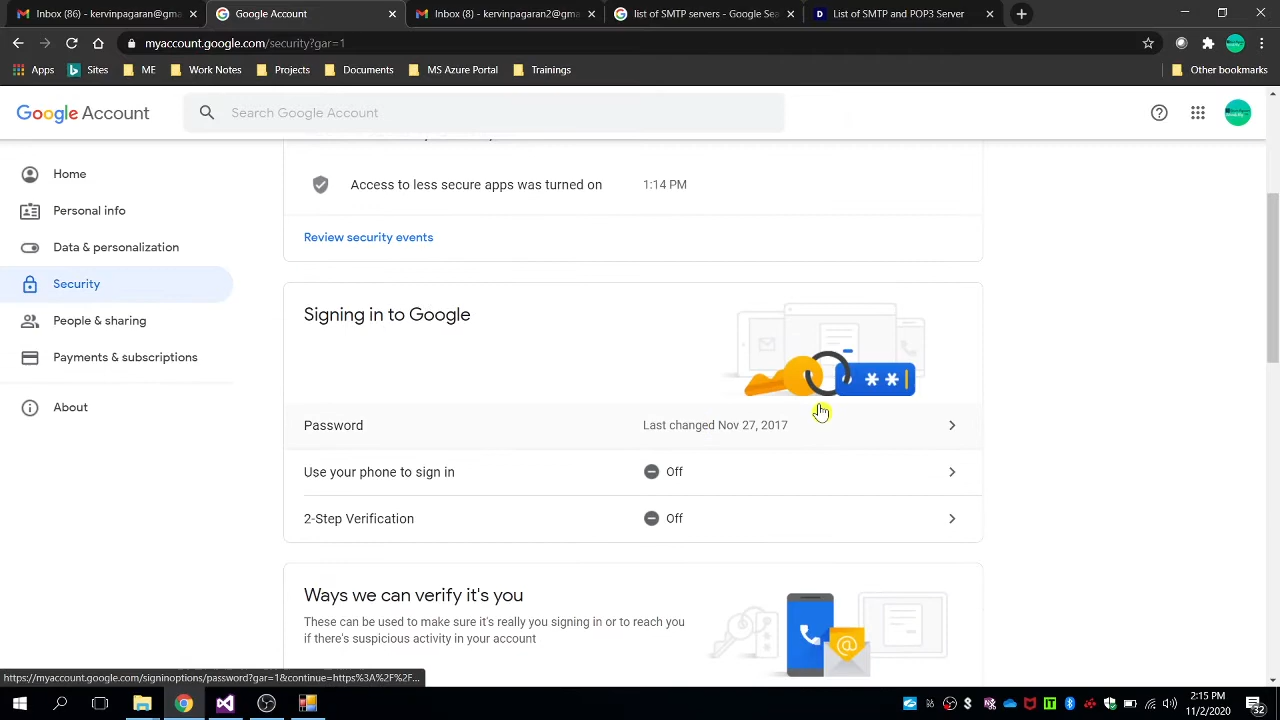 Inbox (86) - kervinpagaran@gma
Google Account
Inbox (8) - kervinpagaran2@gma
list of SMTP servers - Google Sea
List of SMTP and POP3 Server
myaccount.google.com/security?gar=1
Apps
Sites
ME
Work Notes
Projects
Documents
MS Azure Portal
Trainings
Other bookmarks
Google Account
Search Google Account
Home
Personal info
Data & personalization
Security
People & sharing
Payments & subscriptions
About
Access to less secure apps was turned on
1:14 PM
Review security events
Signing in to Google
**
Password
Last changed Nov 27, 2017
Use your phone to sign in
Off
2-Step Verification
Off
Ways we can verify it's you
These can be used to make sure it's really you signing in or to reach you
if there's suspicious activity in your account
https://myaccount.google.com/signinoptions/password?gar=1&continue=https%3A%2F%2F...
2:15 PM
11/2/2020
32